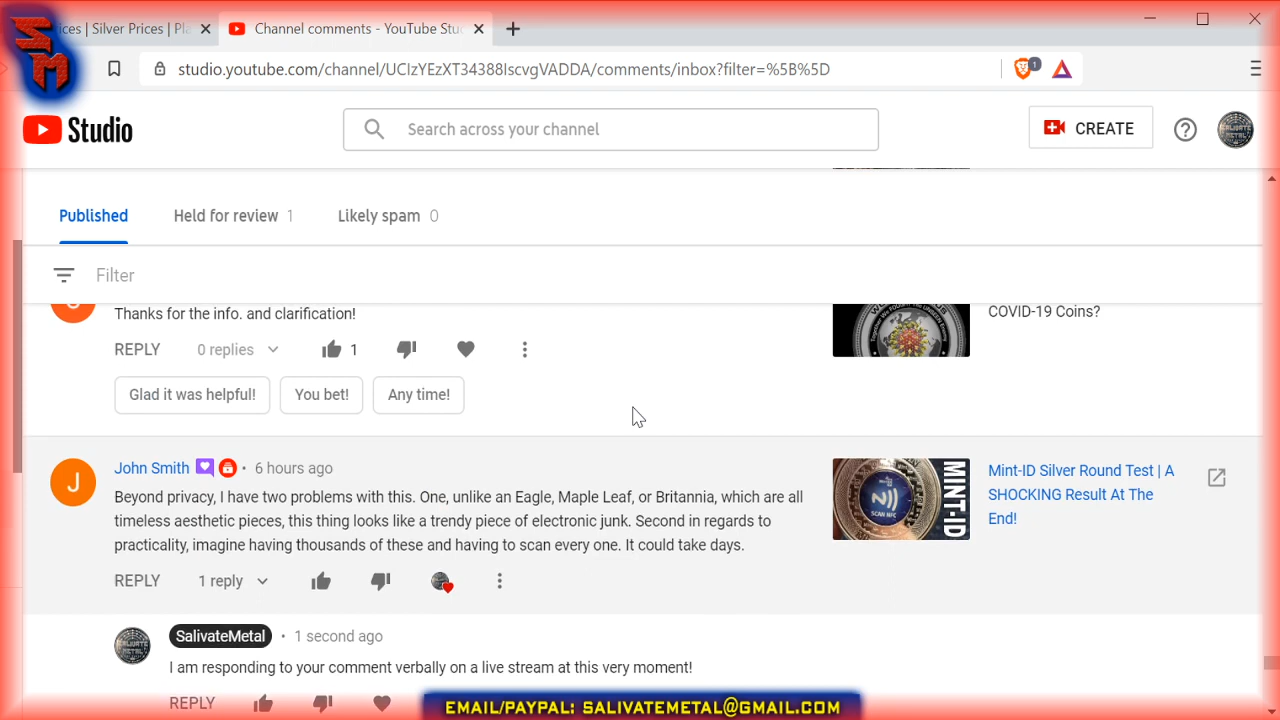 SM
ices | Silver Prices | Pla
Channel comments - YouTube Stu
studio.youtube.com/channel/UCIzYEzXT34388IscvgVADDA/comments/inbox?filter=%5B%5D
1
Studio
Search across your channel
CREATE
SALIVATE METAL
Published
Held for review 1
Likely spam 0
Filter
Thanks for the info. and clarification!
COVID-19 Coins?
REPLY
0 replies
1
Glad it was helpful!
You bet!
Any time!
J
John Smith • 6 hours ago
Beyond privacy, I have two problems with this. One, unlike an Eagle, Maple Leaf, or Britannia, which are all
timeless aesthetic pieces, this thing looks like a trendy piece of electronic junk. Second in regards to
practicality, imagine having thousands of these and having to scan every one. It could take days.
MINT-ID
SCAN NFC
Mint-ID Silver Round Test | A
SHOCKING Result At The
End!
REPLY
1 reply
SalivateMetal • 1 second ago
I am responding to your comment verbally on a live stream at this very moment!
REPLY
EMAIL/PAYPAL: SALIVATEMETAL@GMAIL.COM